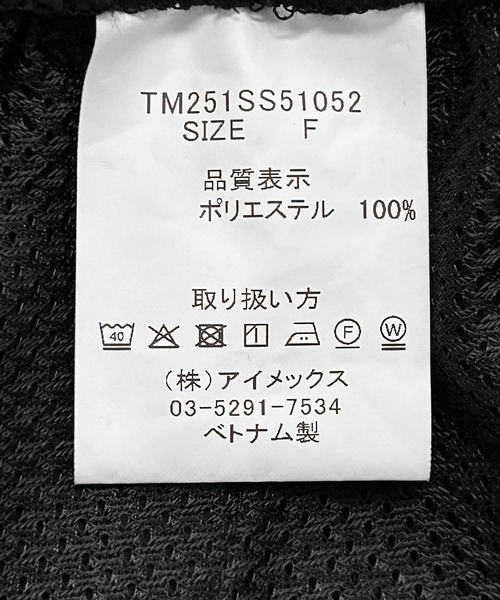 TM251SS51052
SIZE F
品質表示
ポリエステル 100%
取り扱い方
40 F W
(株)アイメックス
03-5291-7534
ベトナム製